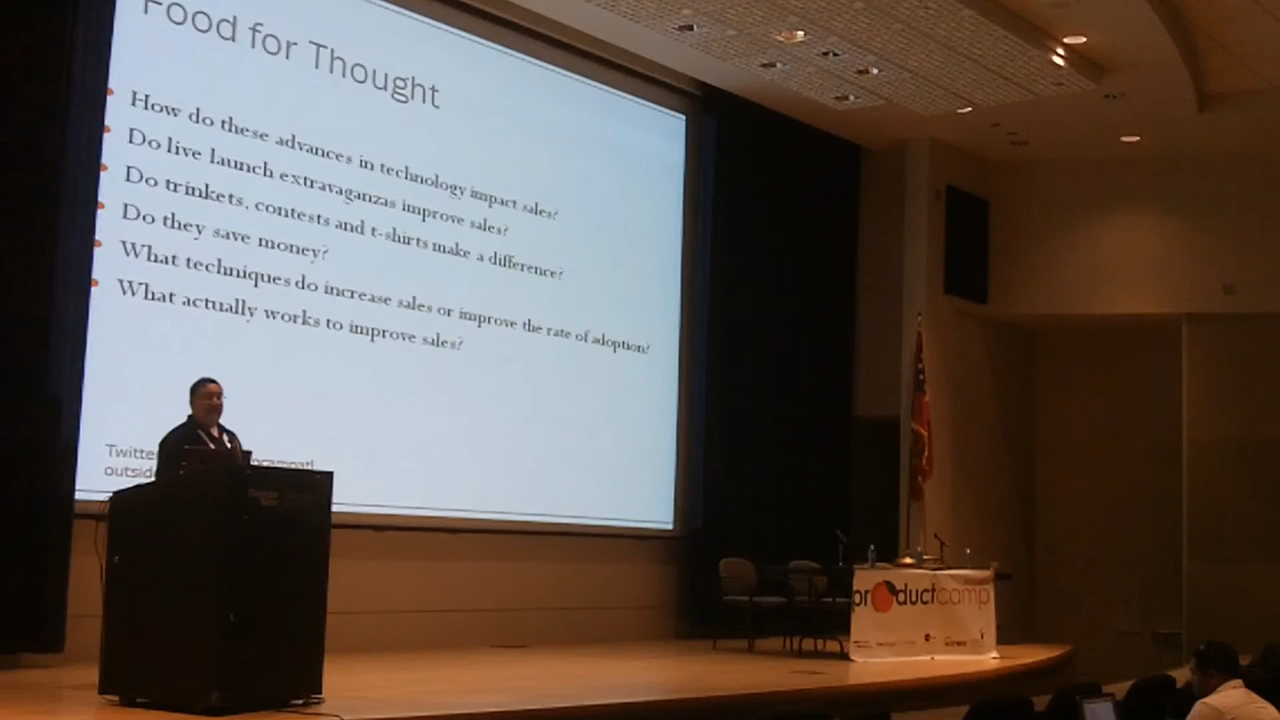 Food for Thought
How do these advances in technology impact sales?
Do live launch extravaganzas improve sales?
Do trinkets, contests and t-shirts make a difference?
Do they save money?
What techniques do increase sales or improve the rate of adoption?
What actually works to improve sales?
productcamp